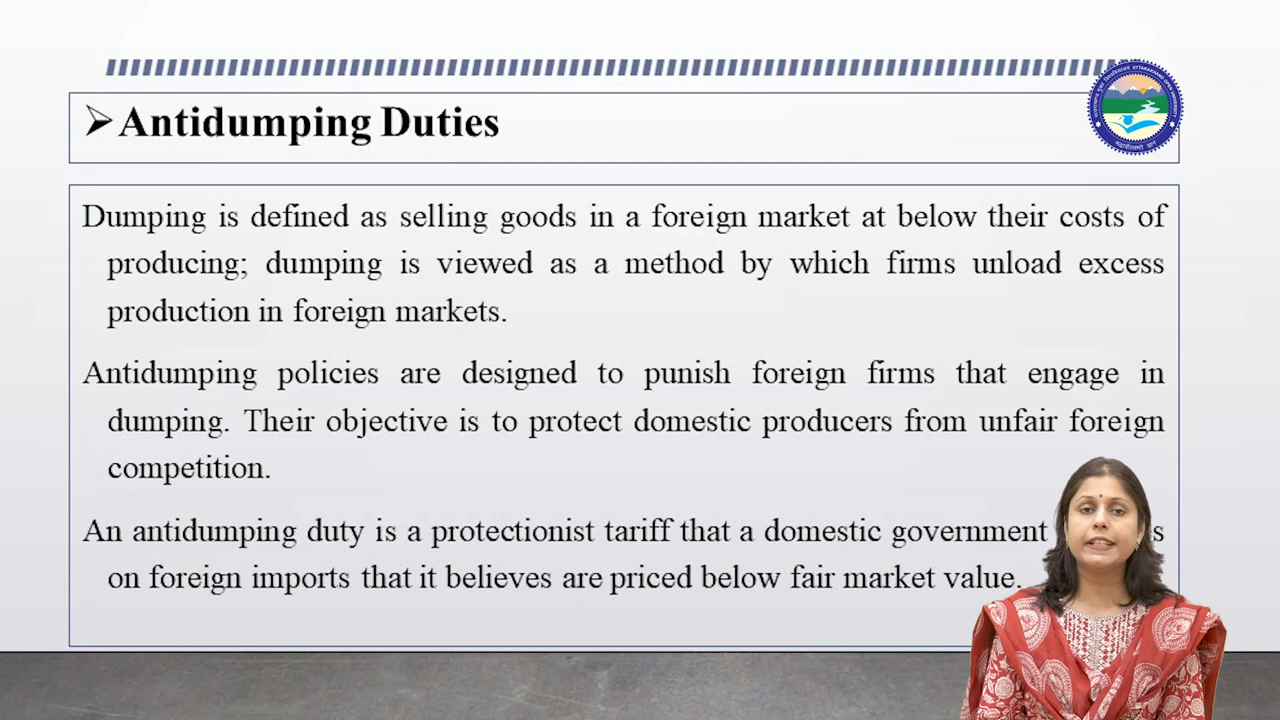 ➢Antidumping Duties
Dumping is defined as selling goods in a foreign market at below their costs of
producing; dumping is viewed as a method by which firms unload excess
production in foreign markets.
Antidumping policies are designed to punish foreign firms that engage in
dumping. Their objective is to protect domestic producers from unfair foreign
competition.
An antidumping duty is a protectionist tariff that a domestic government
on foreign imports that it believes are priced below fair market value.